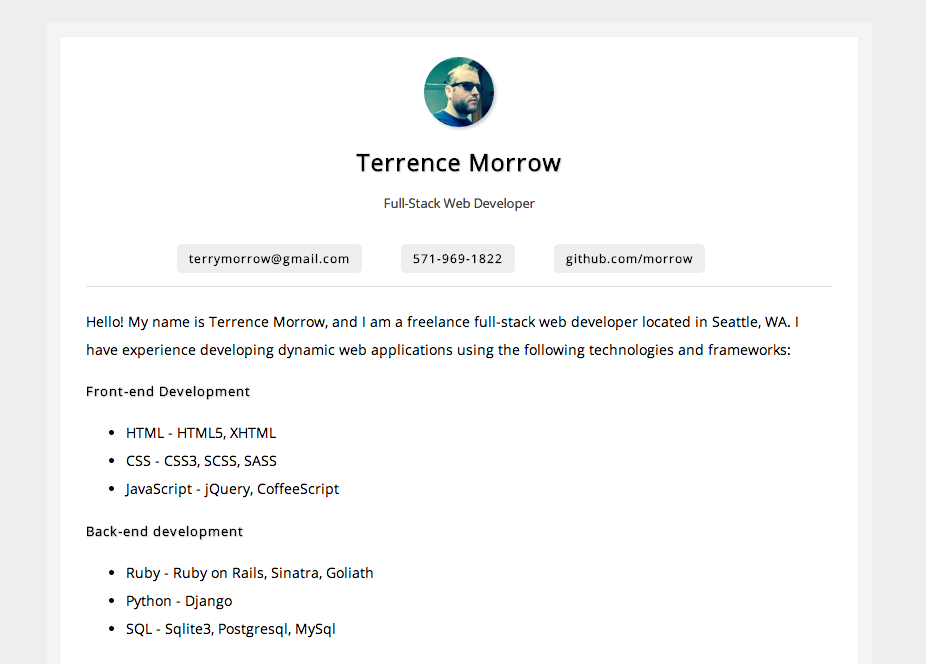 Terrence Morrow
Full-Stack Web Developer
terrymorrow@gmail.com 571-969-1822 github.com/morrow
Hello! My name is Terrence Morrow, and I am a freelance full-stack web developer located in Seattle, WA. I
have experience developing dynamic web applications using the following technologies and frameworks:
Front-end Development
• HTML - HTML5, XHTML
• CSS - CSS3, SCSS, SASS
• JavaScript - jQuery, CoffeeScript
Back-end development
• Ruby - Ruby on Rails, Sinatra, Goliath
• Python - Django
• SQL - Sqlite3, Postgresql, MySql